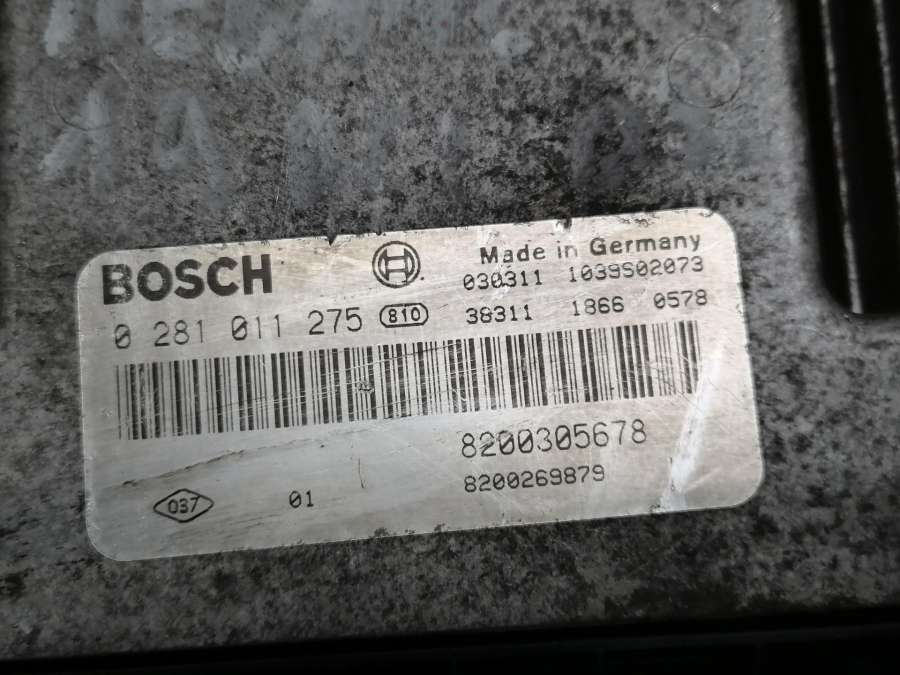 BOSCH
Made in Germany
030311 1039S02073
0 281 011 275 810 38311 1866 0578
8200305678
8200269879
037 01